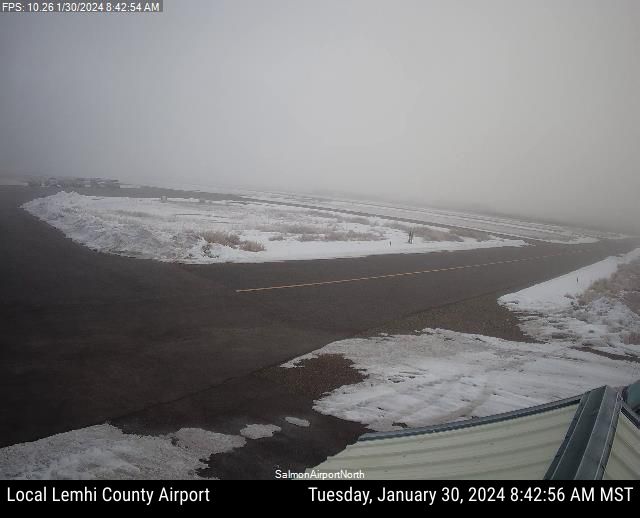 FPS: 10.26 1/30/2024 8:42:54 AM
SalmonAirportNorth
Local Lemhi County Airport Tuesday, January 30, 2024 8:42:56 AM MST